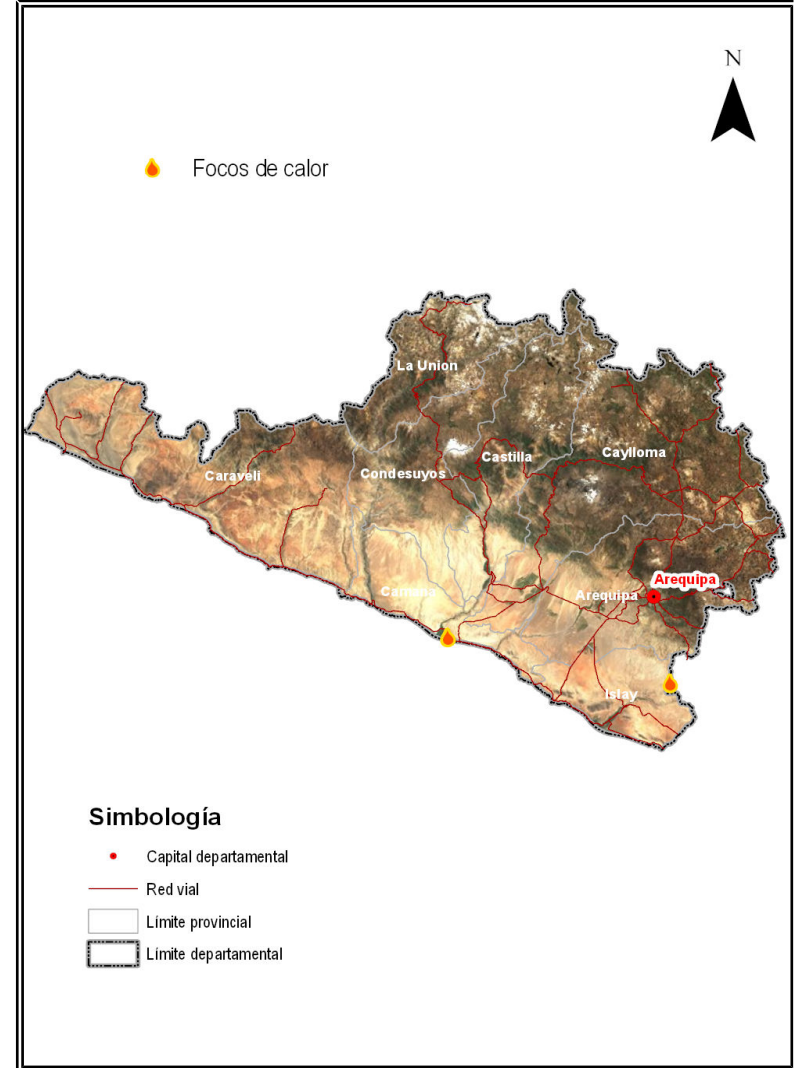 N
Focos de calor
La Union
Caraveli
Condesuyos
Castilla
Caylloma
Camana
Arequipa
Arequipa
Islay
Simbología
Capital departamental
Red vial
Límite provincial
Límite departamental